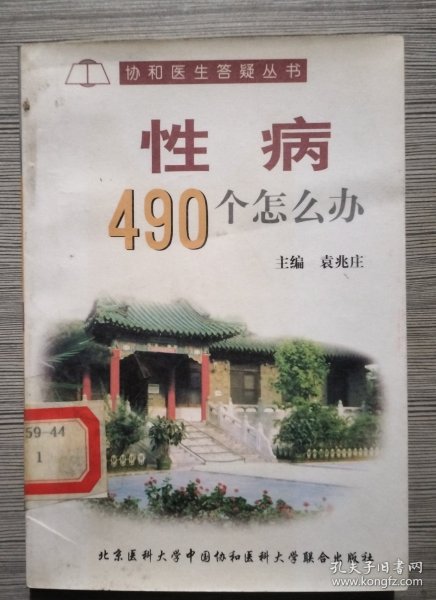 协和医生答疑丛书
性病
490个怎么办
主编 袁兆庄
59-44
1
北京医科大学中国协和医科大学联合出版社
孔夫子旧书网
www.kongfz.com